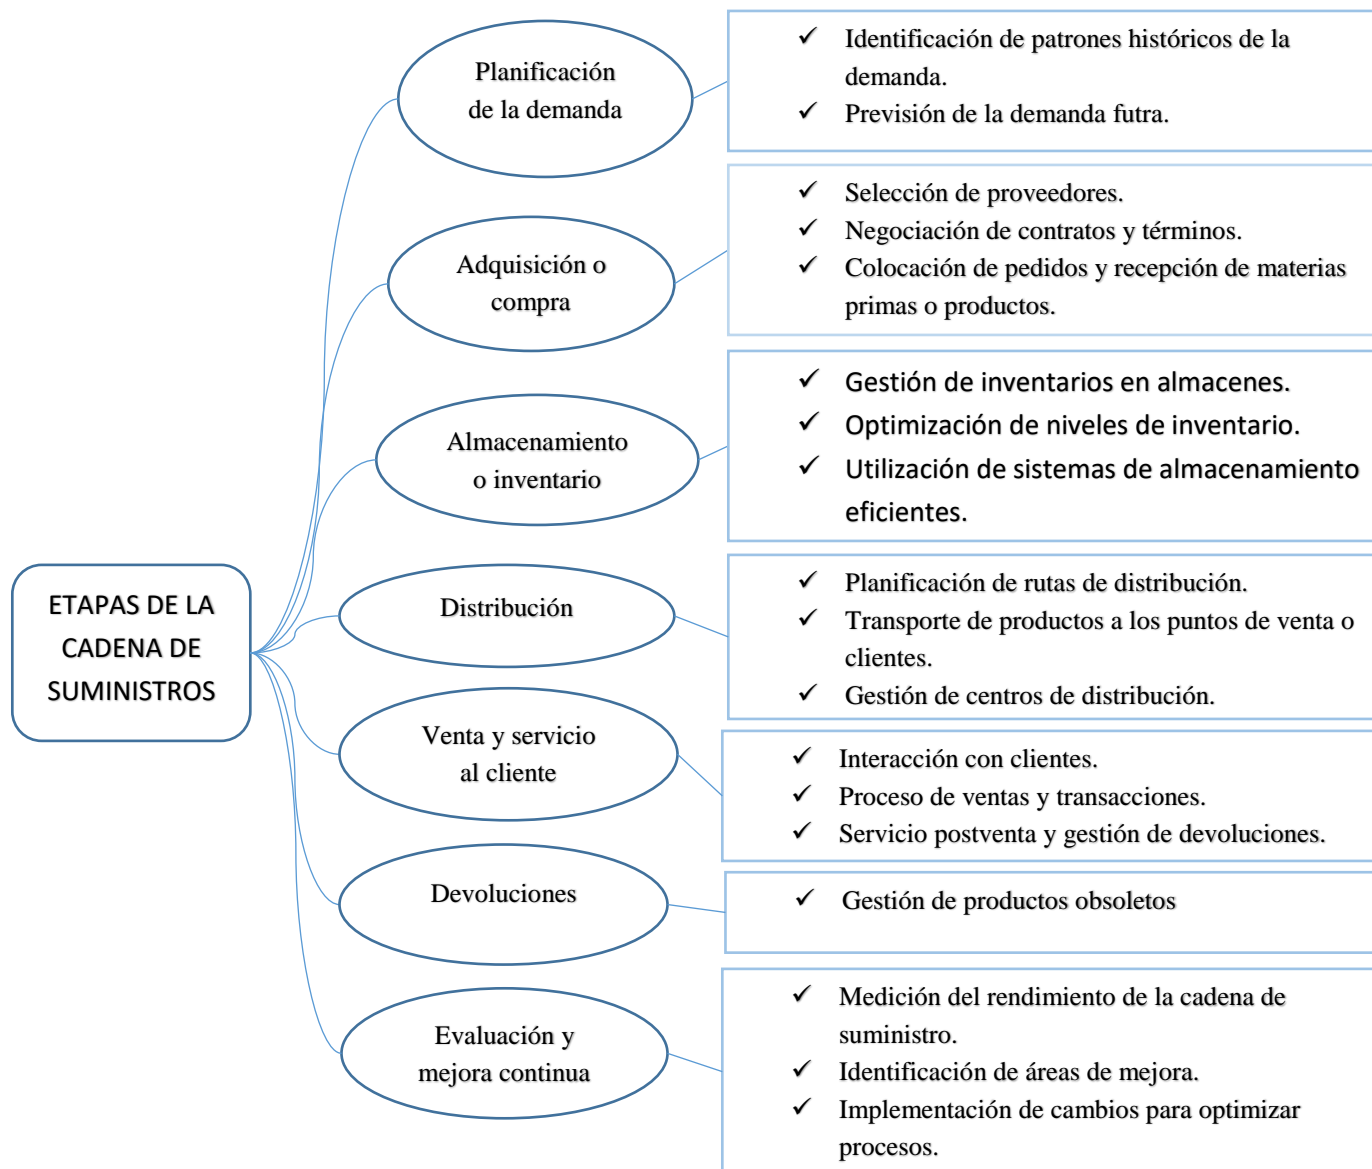 Planificación
de la demanda
✓ Identificación de patrones históricos de la
demanda.
✓ Previsión de la demanda futra.
Adquisición o
compra
✓ Selección de proveedores.
✓ Negociación de contratos y términos.
✓ Colocación de pedidos y recepción de materias
primas o productos.
Almacenamiento
o inventario
✓ Gestión de inventarios en almacenes.
✓ Optimización de niveles de inventario.
✓ Utilización de sistemas de almacenamiento
eficientes.
ETAPAS DE LA
CADENA DE
SUMINISTROS
Distribución
✓ Planificación de rutas de distribución.
✓ Transporte de productos a los puntos de venta o
clientes.
✓ Gestión de centros de distribución.
Venta y servicio
al cliente
✓ Interacción con clientes.
✓ Proceso de ventas y transacciones.
✓ Servicio postventa y gestión de devoluciones.
Devoluciones
✓ Gestión de productos obsoletos
Evaluación y
mejora continua
✓ Medición del rendimiento de la cadena de
suministro.
✓ Identificación de áreas de mejora.
✓ Implementación de cambios para optimizar
procesos.